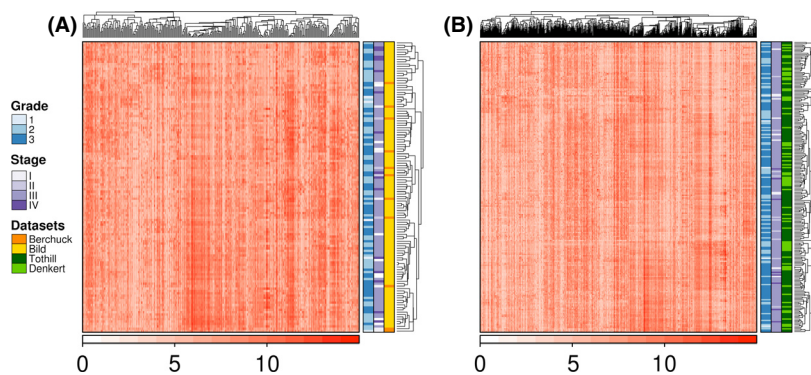 (A)
(B)
Grade
1
2
3
Stage
I
II
III
IV
Datasets
Berchuck
Bild
Tothill
Denkert
0 5 10
0 5 10